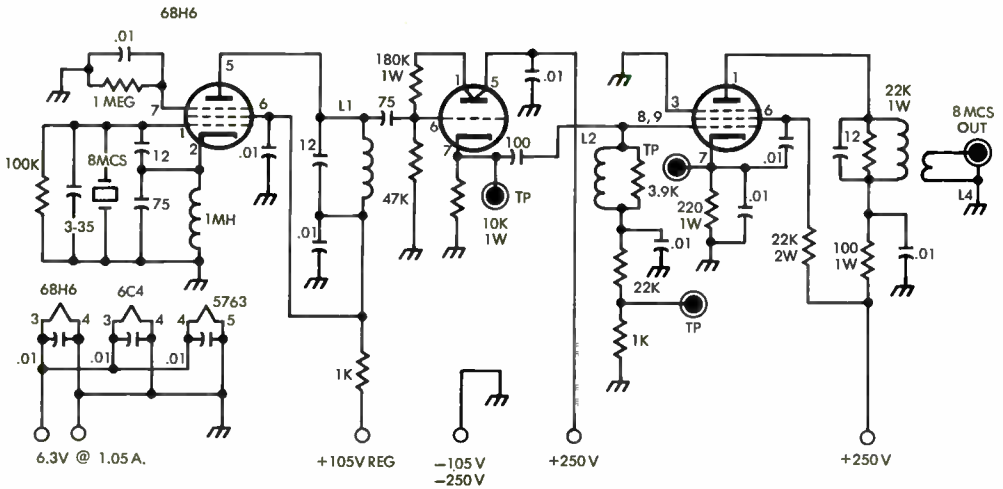 68H6
.01
1 MEG
5
7
6
1
2
100K
8MCS
12
75
3-35
1MH
.01
12
.01
L1
75
180K
1W
47K
1
5
6
7
.01
100
TP
10K
1W
L2
8,9
3
1
6
7
TP
3.9K
.01
22K
TP
1K
220
1W
.01
.01
22K
2W
12
22K
1W
100
1W
.01
8 MCS
OUT
L4
68H6
6C4
5763
3
4
3
4
4
5
.01
.01
.01
6.3V @ 1.05 A.
1K
+105V REG
-105 V
-250 V
+250 V
+250 V